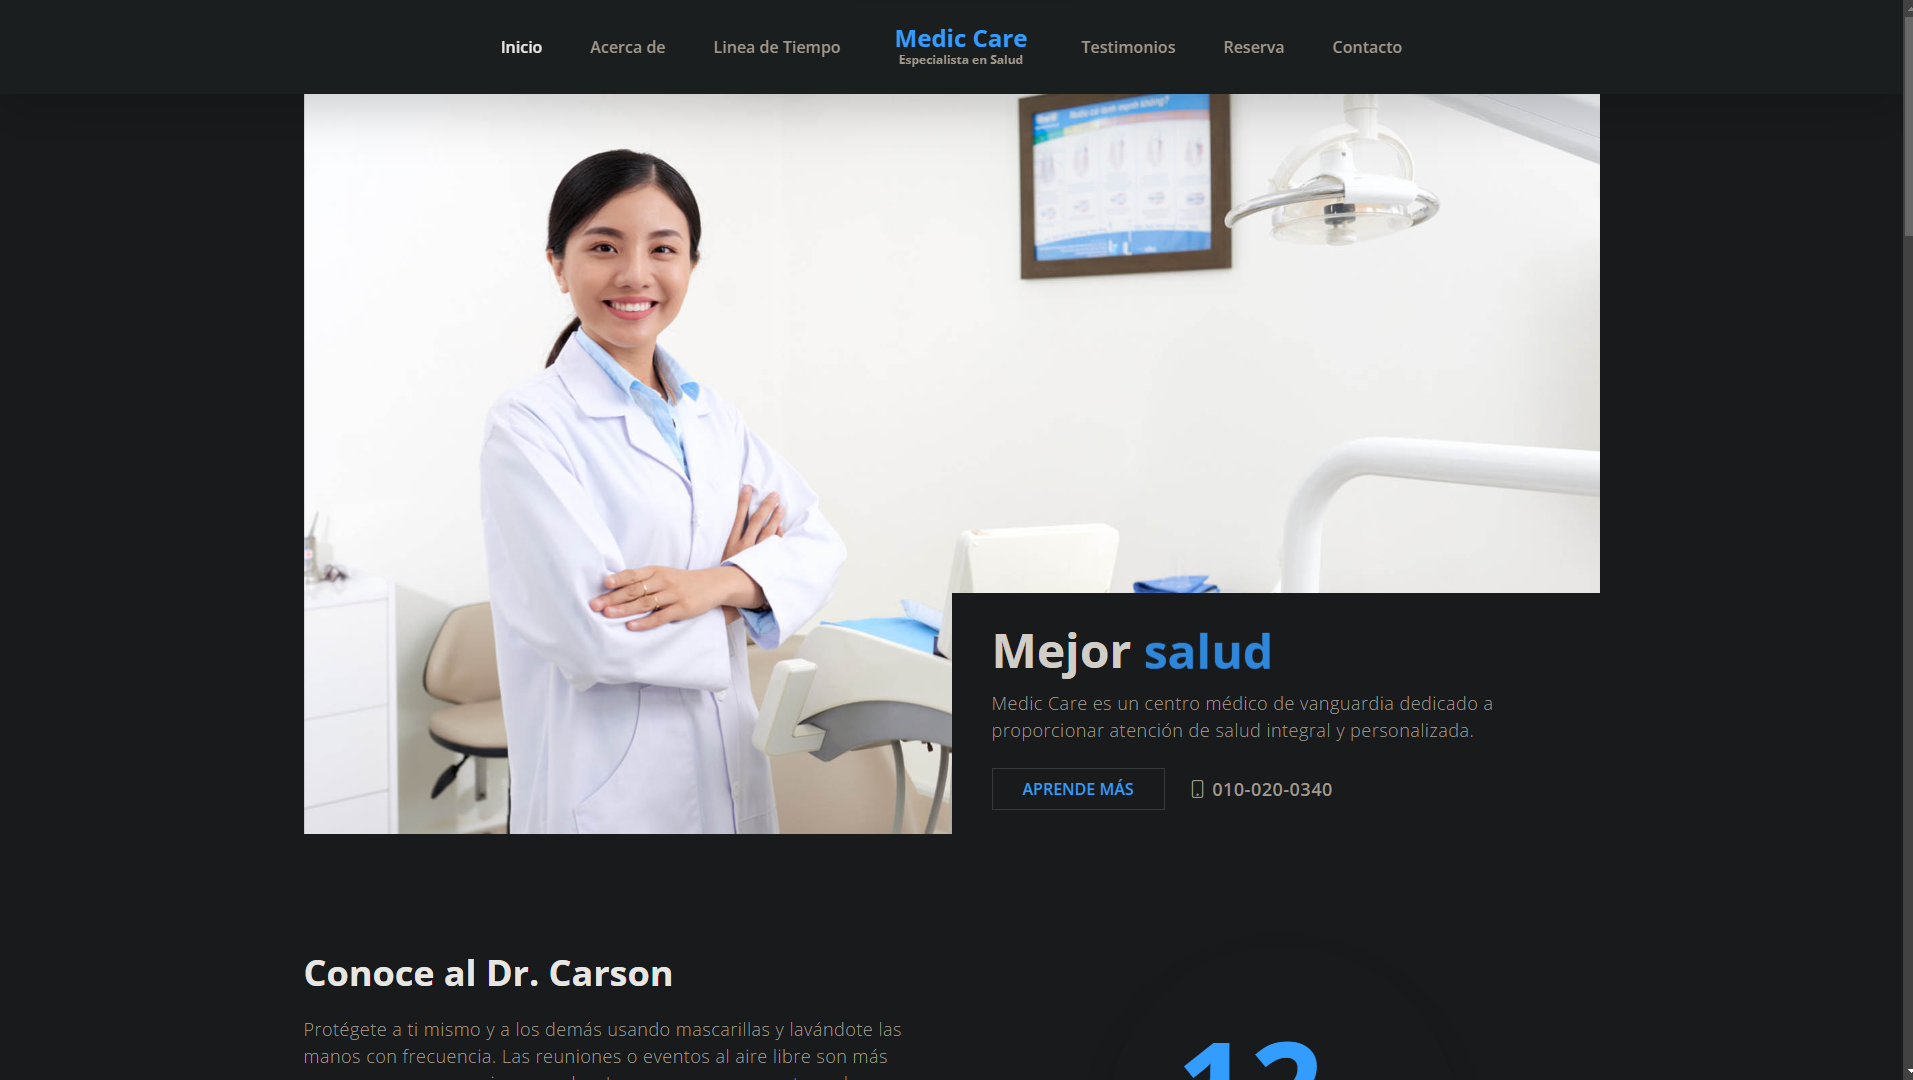 Inicio
Acerca de
Linea de Tiempo
Medic Care
Especialista en Salud
Testimonios
Reserva
Contacto
Mejor salud
Medic Care es un centro médico de vanguardia dedicado a
proporcionar atención de salud integral y personalizada.
APRENDE MÁS
010-020-0340
Conoce al Dr. Carson
Protégete a ti mismo y a los demás usando mascarillas y lavándote las
manos con frecuencia. Las reuniones o eventos al aire libre son más
12